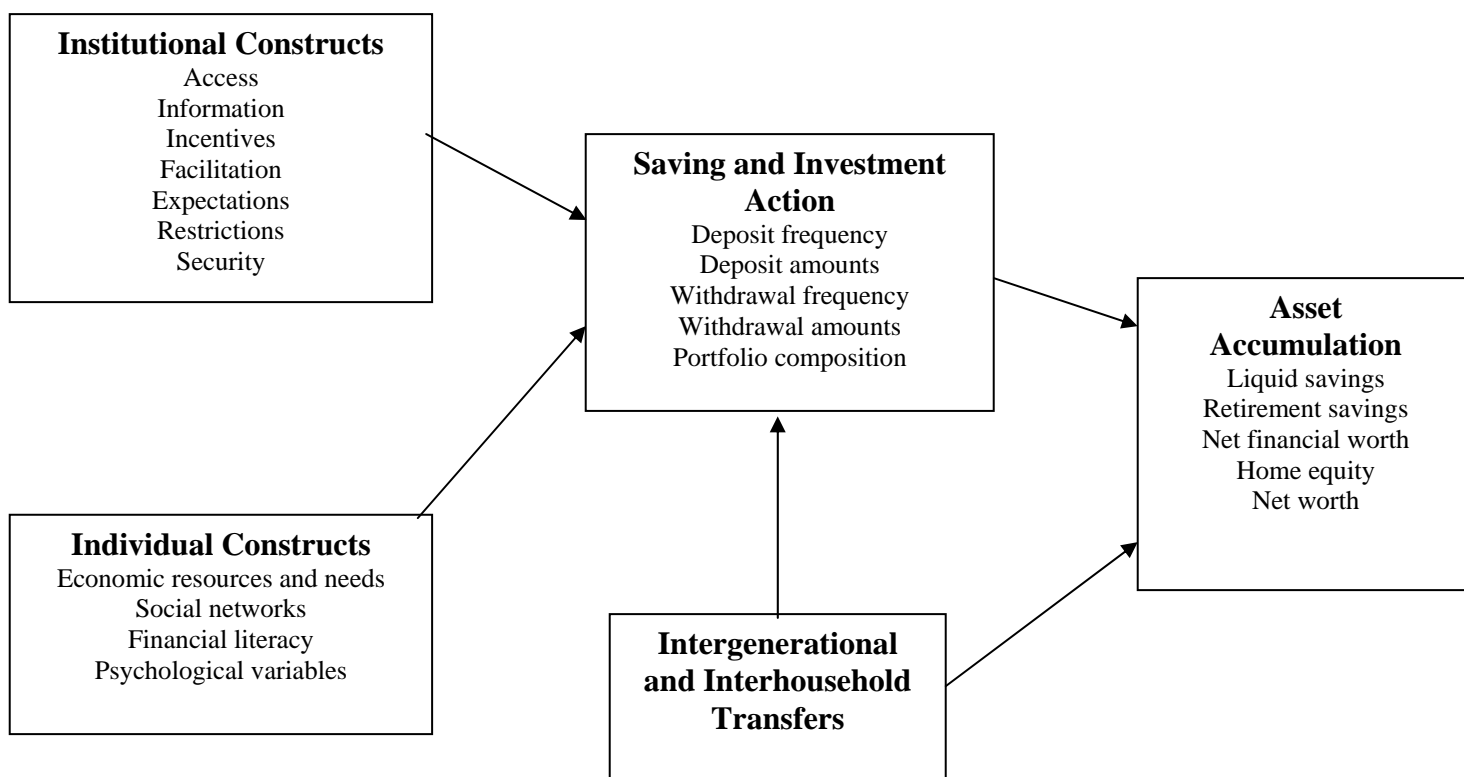 Institutional Constructs
Access
Information
Incentives
Facilitation
Expectations
Restrictions
Security
Saving and Investment
Action
Deposit frequency
Deposit amounts
Withdrawal frequency
Withdrawal amounts
Portfolio composition
Asset
Accumulation
Liquid savings
Retirement savings
Net financial worth
Home equity
Net worth
Individual Constructs
Economic resources and needs
Social networks
Financial literacy
Psychological variables
Intergenerational
and Interhousehold
Transfers